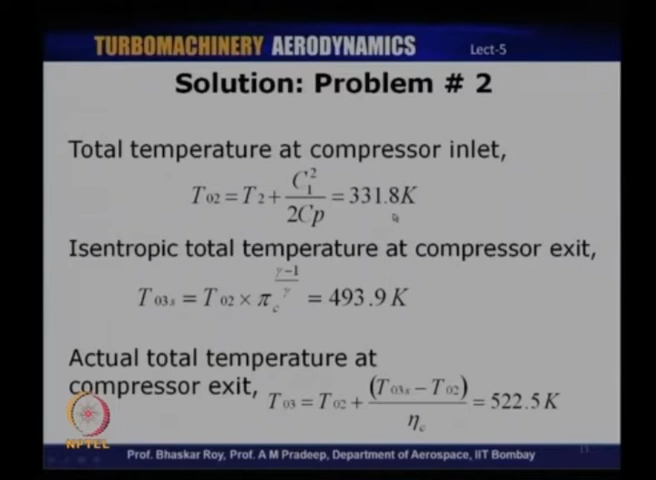 TURBOMACHINERY AERODYNAMICS Lect-5
Solution: Problem # 2
Total temperature at compressor inlet,
T₀₂ = T₂ + C₁²/2Cp = 331.8K
Isentropic total temperature at compressor exit,
T₀₃ₛ = T₀₂ × π_c^((γ−1)/γ) = 493.9 K
Actual total temperature at
compressor exit, T₀₃ = T₀₂ + (T₀₃ₛ − T₀₂)/η_c = 522.5 K
NPTEL
Prof. Bhaskar Roy, Prof. A M Pradeep, Department of Aerospace, IIT Bombay